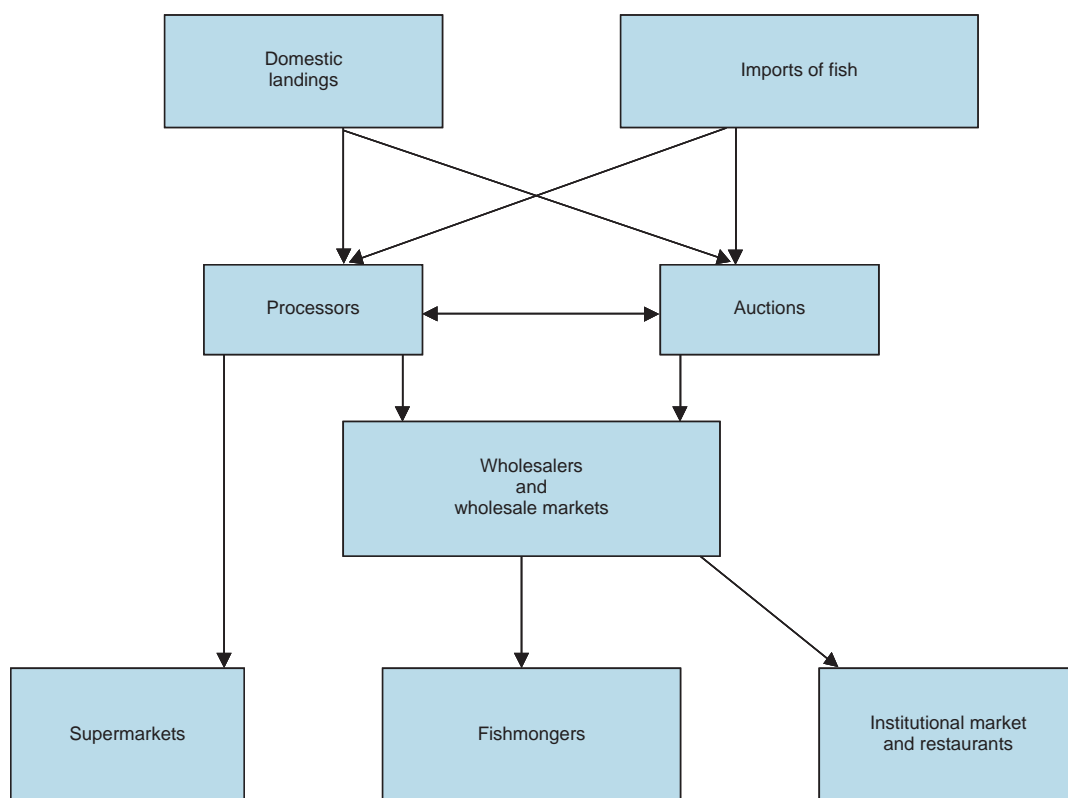 Domestic
landings
Imports of fish
Processors
Auctions
Wholesalers
and
wholesale markets
Supermarkets
Fishmongers
Institutional market
and restaurants